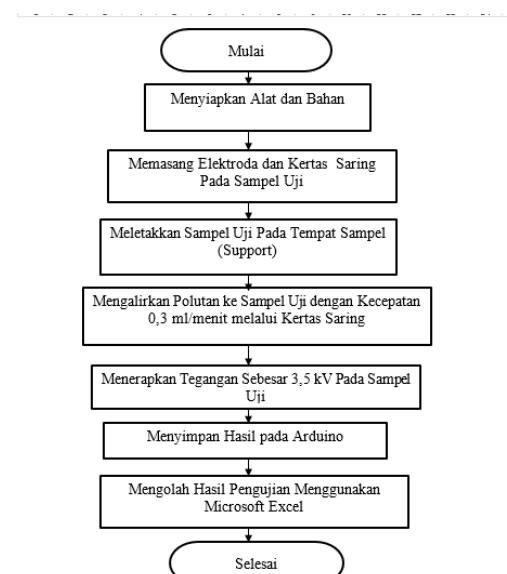 Mulai
Menyiapkan Alat dan Bahan
Memasang Elektroda dan Kertas Saring
Pada Sampel Uji
Meletakkan Sampel Uji Pada Tempat Sampel
(Support)
Mengalirkan Polutan ke Sampel Uji dengan Kecepatan
0,3 ml/menit melalui Kertas Saring
Menerapkan Tegangan Sebesar 3,5 kV Pada Sampel
Uji
Menyimpan Hasil pada Arduino
Mengolah Hasil Pengujian Menggunakan
Microsoft Excel
Selesai